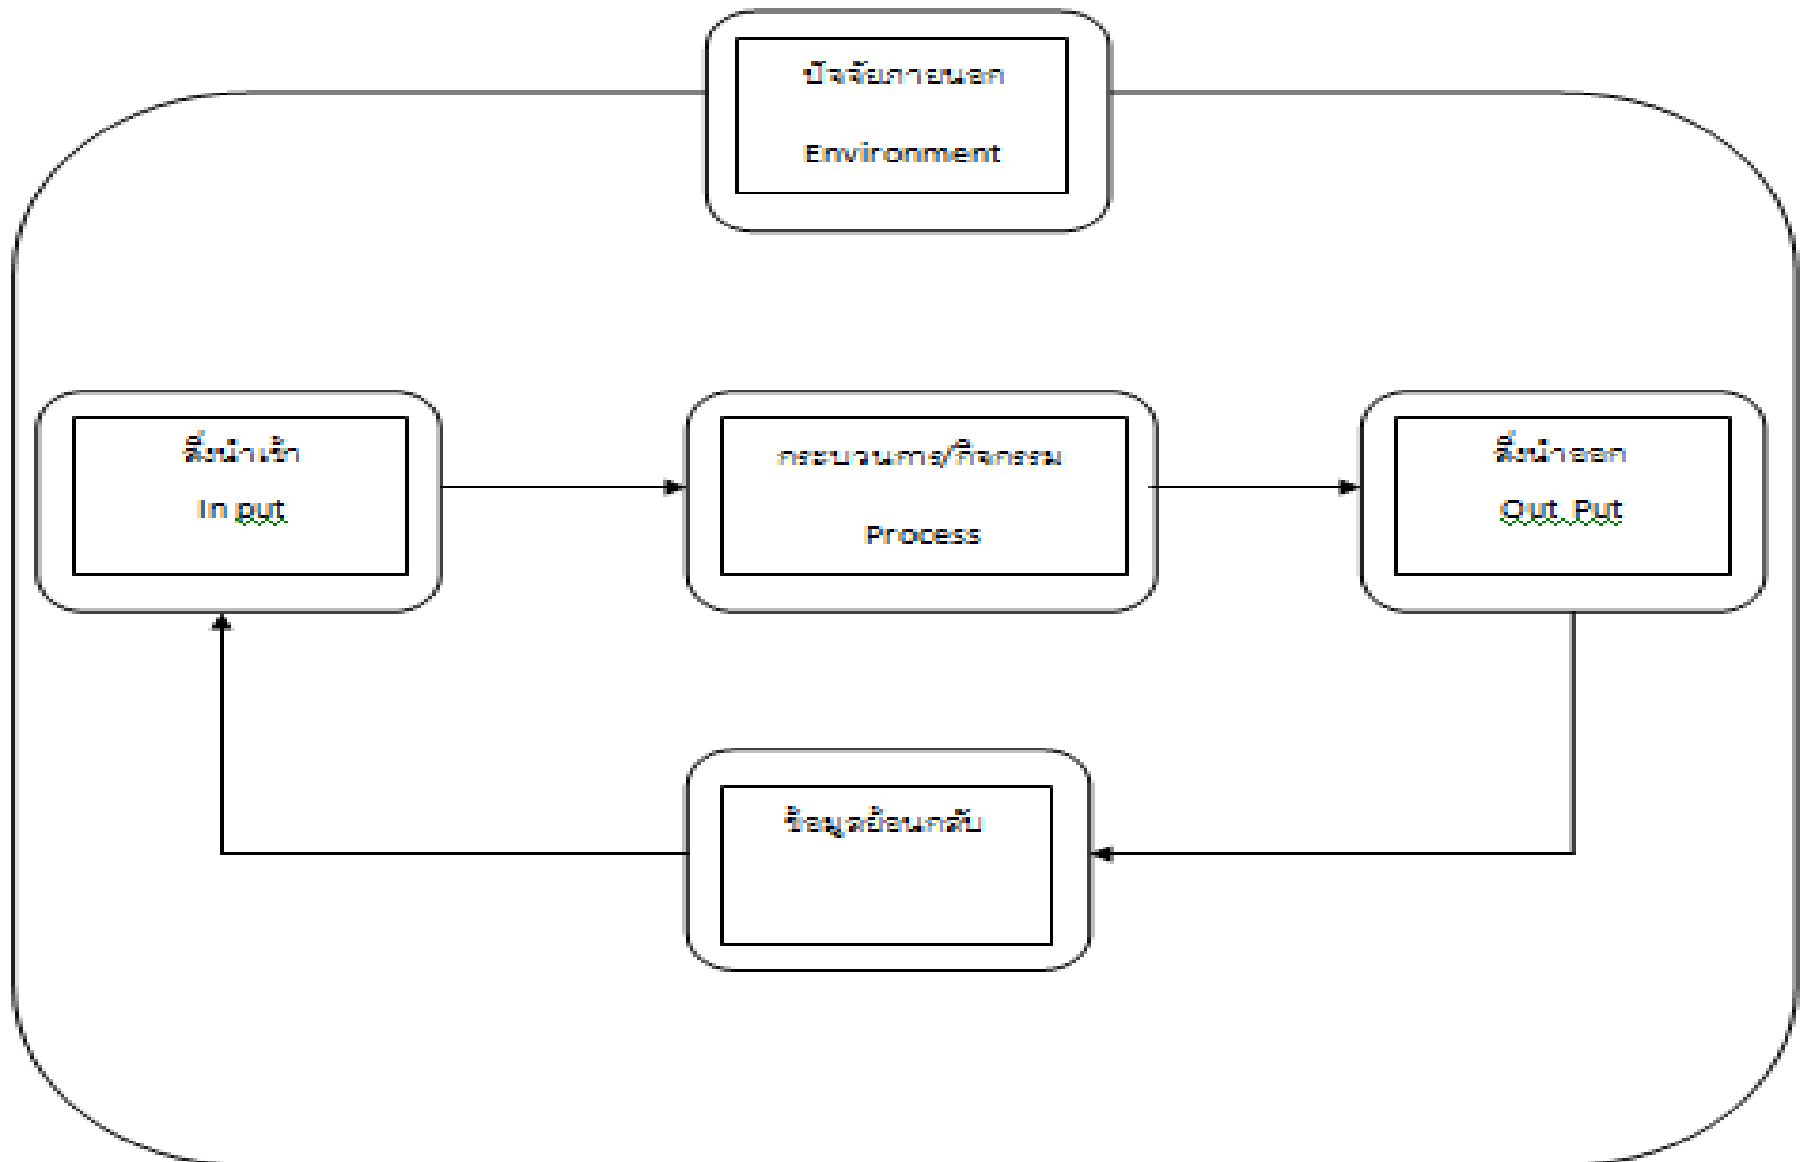 ปัจจัยภายนอก
Environment
สิ่งนำเข้า
In put
กระบวนการ/กิจกรรม
Process
สิ่งนำออก
Out Put
ข้อมูลย้อนกลับ